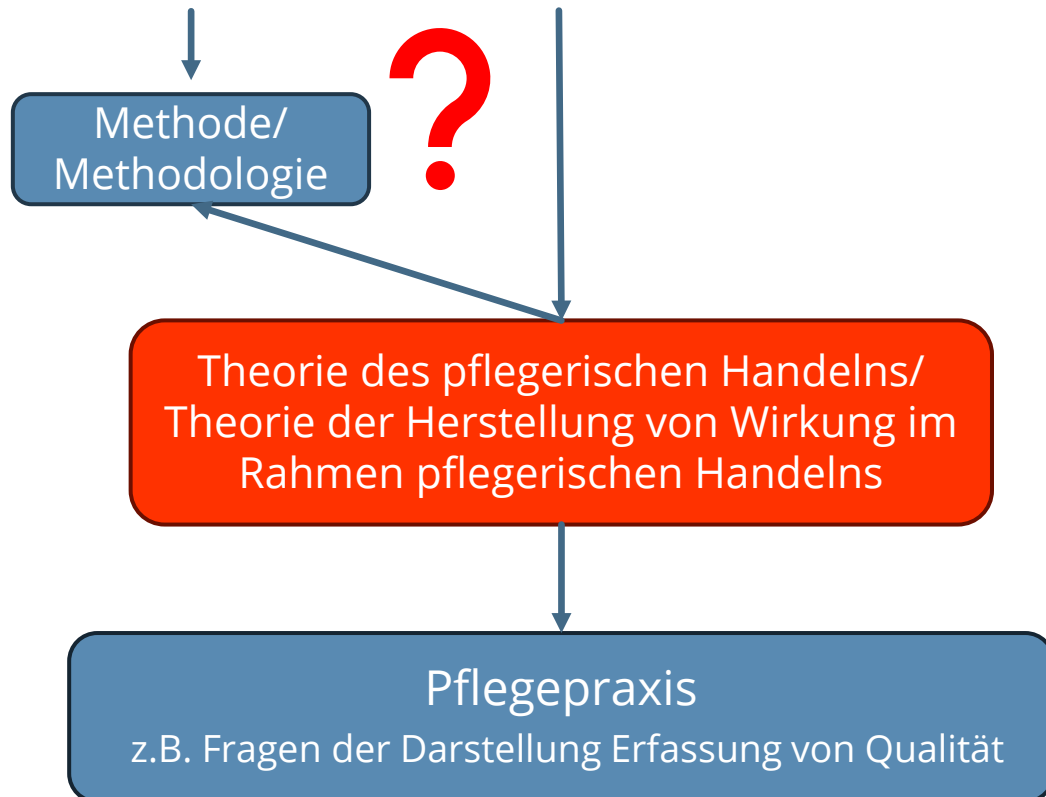 Methode/
Methodologie
?
Theorie des pflegerischen Handelns/
Theorie der Herstellung von Wirkung im
Rahmen pflegerischen Handelns
Pflegepraxis
z.B. Fragen der Darstellung Erfassung von Qualität